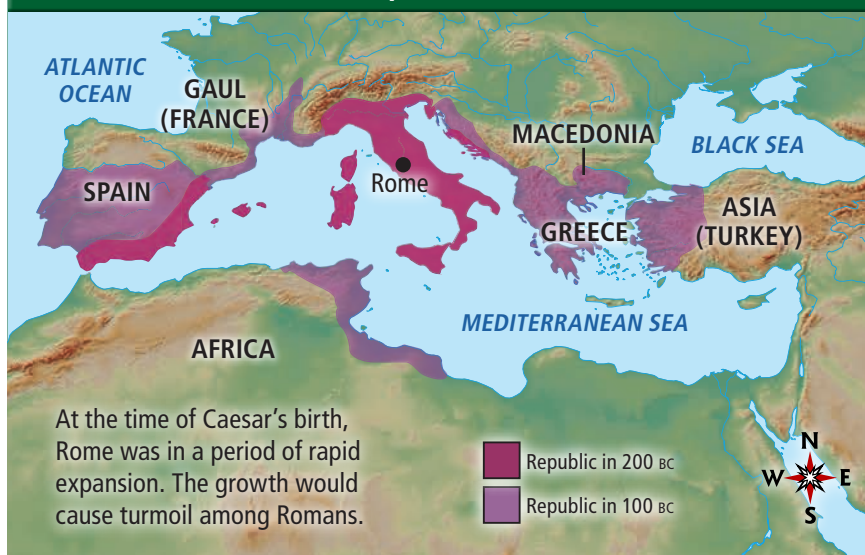 ATLANTIC
OCEAN
GAUL
(FRANCE)
MACEDONIA
BLACK SEA
SPAIN
Rome
GREECE
ASIA
(TURKEY)
MEDITERRANEAN SEA
AFRICA
At the time of Caesar’s birth,
Rome was in a period of rapid
expansion. The growth would
cause turmoil among Romans.
Republic in 200 BC
Republic in 100 BC
N
W
E
S